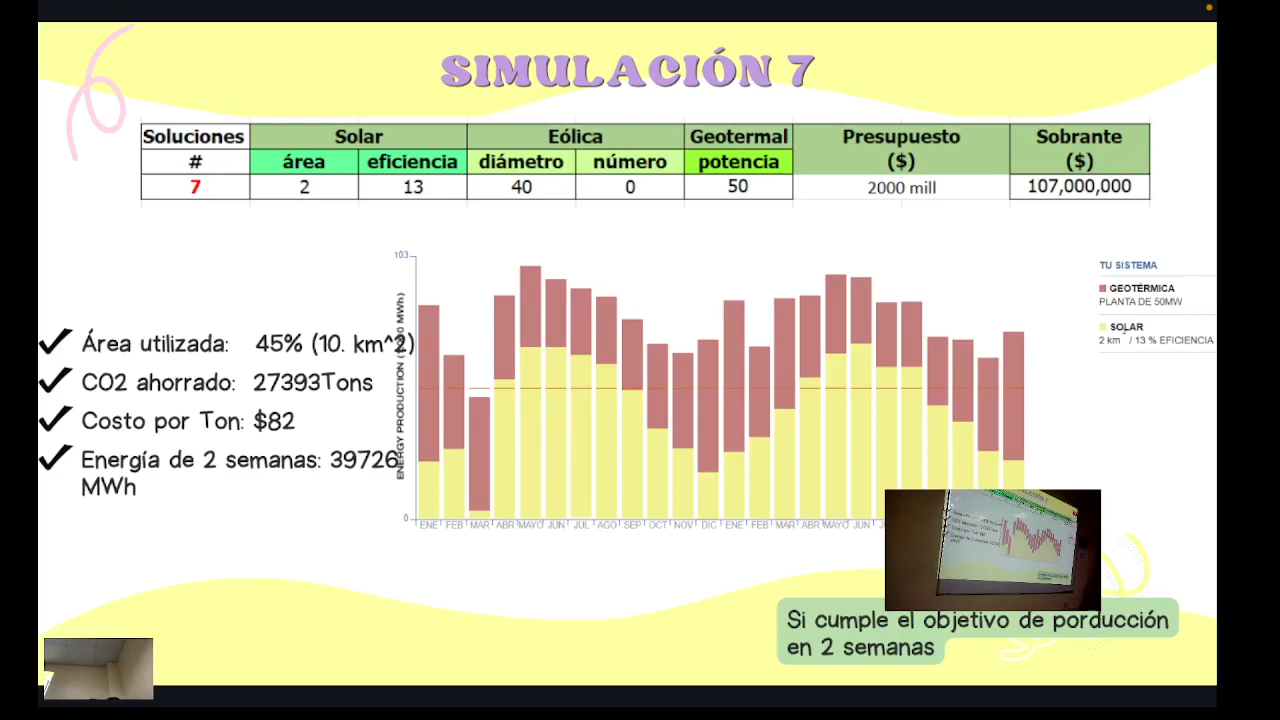 SIMULACIÓN 7
Soluciones Solar Eólica Geotermal Presupuesto Sobrante
# área eficiencia diámetro número potencia ($) ($)
7 2 13 40 0 50 2000 mill 107,000,000
103
TU SISTEMA
GEOTÉRMICA
PLANTA DE 50MW
SOLAR
2 km² / 13 % EFICIENCIA
Área utilizada: 45% (10. km^2)
CO2 ahorrado: 27393Tons
Costo por Ton: $82
Energía de 2 semanas: 39726
MWh
ENERGY PRODUCTION ( 00 MWh)
0
ENE FEB MAR ABR MAYO JUN JUL AGO SEP OCT NOV DIC ENE FEB MAR ABR MAYO JUN
Si cumple el objetivo de porducción
en 2 semanas